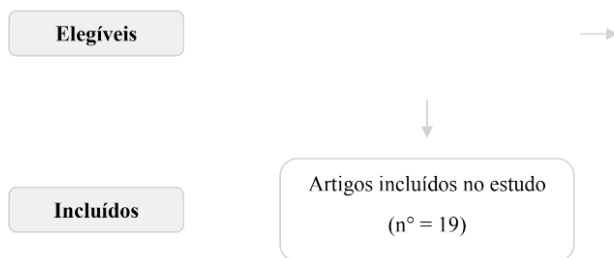 Elegíveis
Artigos incluídos no estudo
(n° = 19)
Incluídos